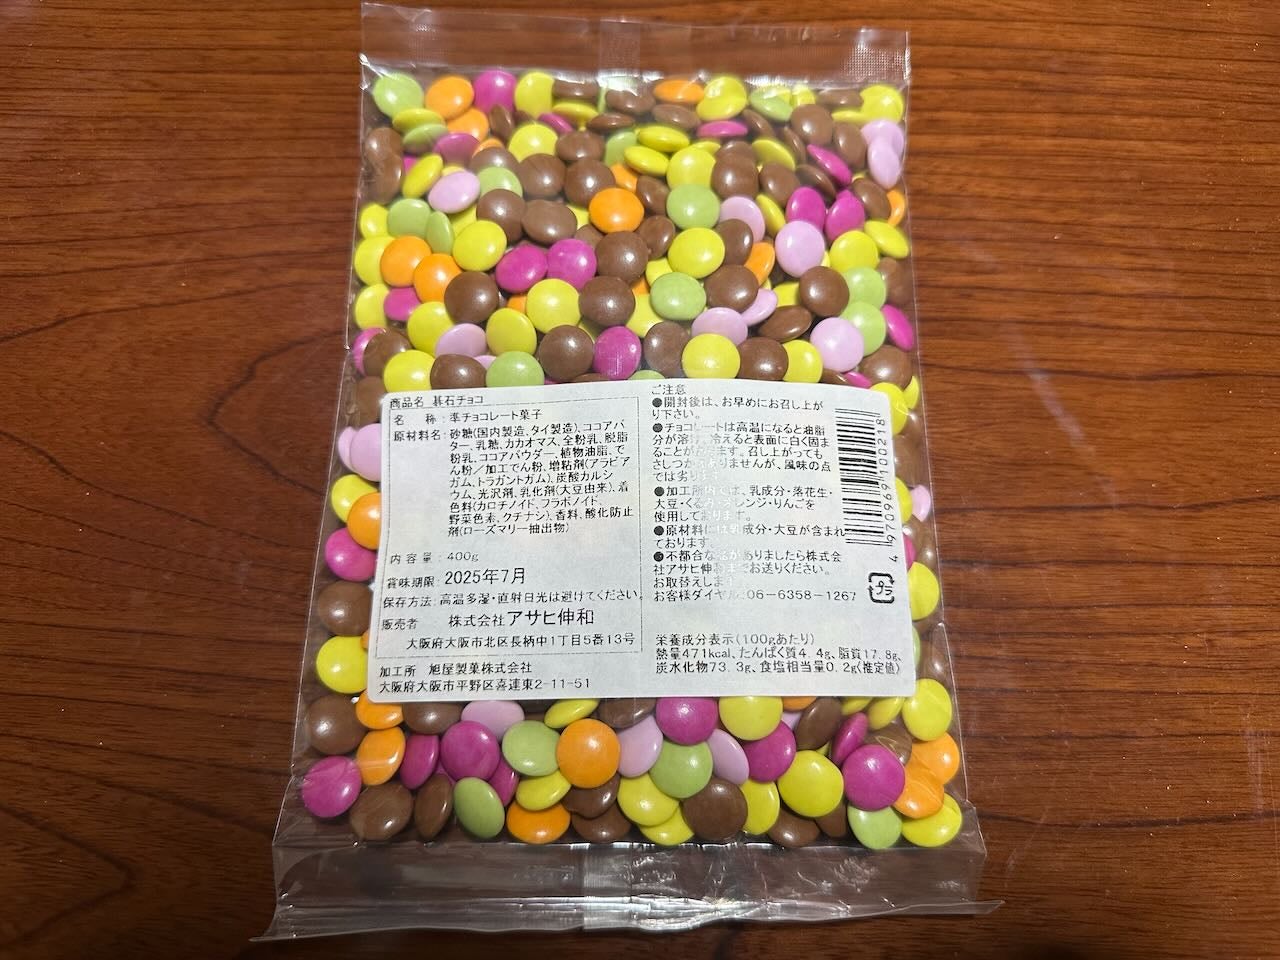 商品名 碁石チョコ
名　称:準チョコレート菓子
原材料名:砂糖(国内製造、タイ製造)、ココアバ
ター、乳糖、カカオマス、全粉乳、脱脂
粉乳、ココアパウダー、植物油脂、で
ん粉／加工でん粉、増粘剤(アラビア
ガム、トラガントガム)、炭酸カルシ
ウム、光沢剤、乳化剤(大豆由来)、着
色料(カロチノイド、フラボノイド、
野菜色素、クチナシ)、香料、酸化防止
剤(ローズマリー抽出物)
内容量:400g
賞味期限:2025年7月
保存方法:高温多湿・直射日光は避けてください。
販売者　株式会社アサヒ伸和
大阪府大阪市北区長柄中1丁目5番13号
加工所　旭屋製菓株式会社
大阪府大阪市平野区喜連東2-11-51
ご注意
●開封後は、お早めにお召し上が
り下さい。
●チョコレートは高温になると油脂
分が溶け、冷えると表面に白く固ま
ることが ます。召し上がっても
さしつかえありませんが、風味の点
では劣り
●加工所内では、乳成分・落花生・
大豆・くるみ・オレンジ・りんごを
使用しております。
●原材料には乳成分・大豆が含まれ
ております。
●不都合な点がありましたら株式会
社アサヒ伸和までお送りください。
お取替えします。
お客様ダイヤル:06-6358-1267
プラ
4970969100218
栄養成分表示(100gあたり)
熱量471kcal、たんぱく質4.4g、脂質17.8g、
炭水化物73.3g、食塩相当量0.2g(推定値)